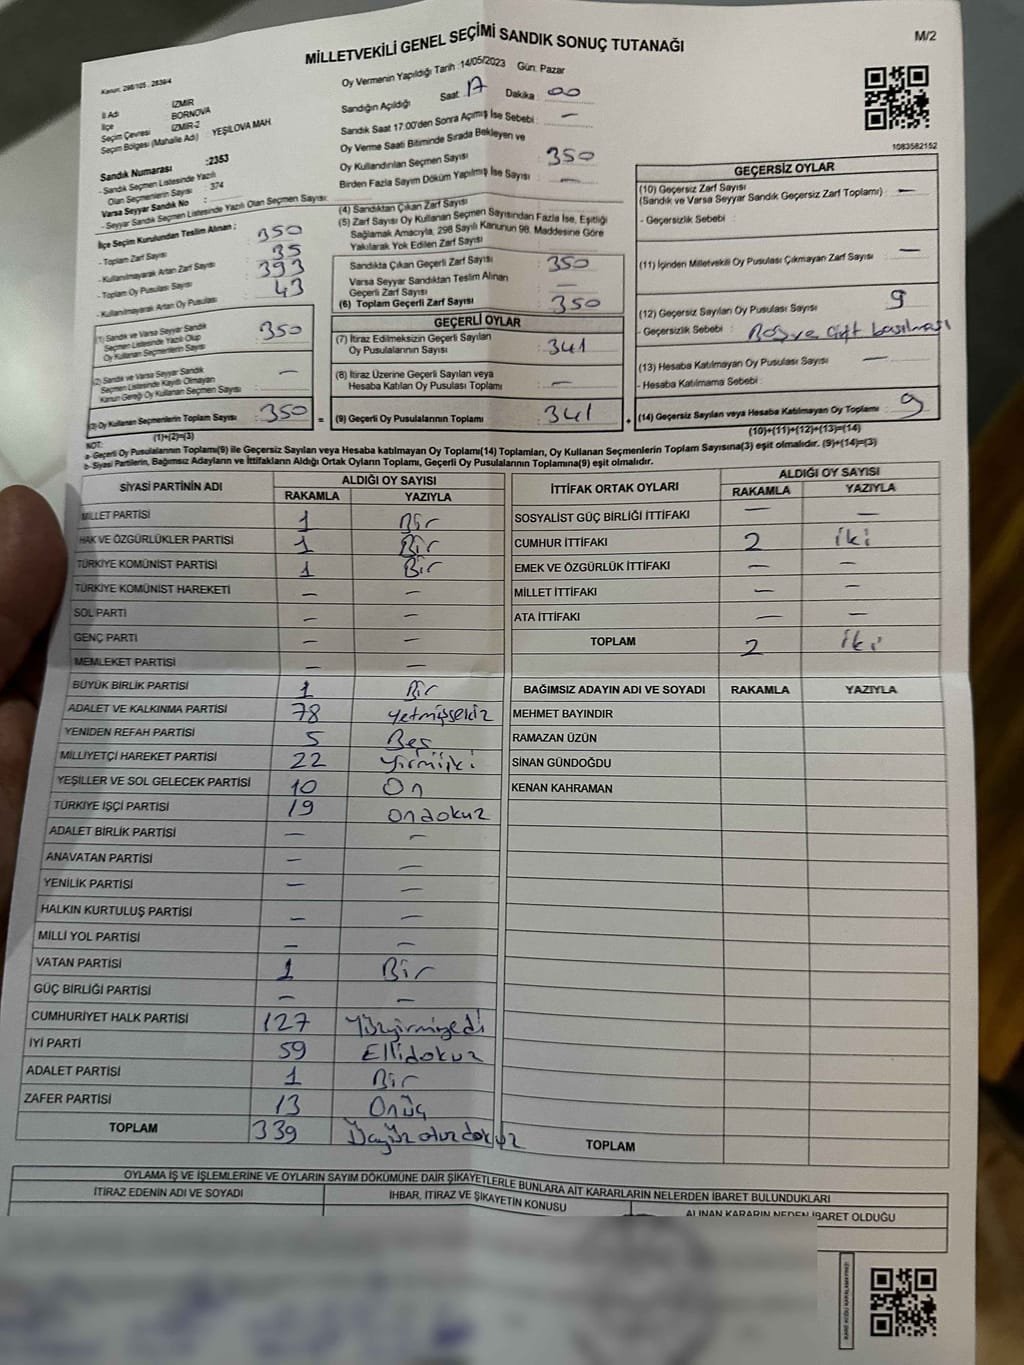 MİLLETVEKİLİ GENEL SEÇİMİ SANDIK SONUÇ TUTANAĞI
M/2
Kanun: 298/105 - 2839/4
Oy Vermenin Yapıldığı Tarih :14/05/2023 Gün: Pazar
İl Adı İZMİR
İlçe BORNOVA
Seçim Çevresi İZMİR-2
Seçim Bölgesi (Mahalle Adı) YEŞİLOVA MAH
Sandık Numarası :2353
- Sandık Seçmen Listesinde Yazılı
Olan Seçmenlerin Sayısı : 374
Varsa Seyyar Sandık No :
- Seyyar Sandık Seçmen Listesinde Yazılı Olan Seçmen Sayısı:
İlçe Seçim Kurulundan Teslim Alınan ;
- Toplam Zarf Sayısı : 350
- Kullanılmayarak Artan Zarf Sayısı : 35
- Toplam Oy Pusulası Sayısı : 393
- Kullanılmayarak Artan Oy Pusulası : 43
(1) Sandık ve Varsa Seyyar Sandık
Seçmen Listesinde Yazılı Olup
Oy Kullanan Seçmenlerin Sayısı : 350
(2) Sandık ve Varsa Seyyar Sandık
Seçmen Listesinde Kayıtlı Olmayan
Kanun Gereği Oy Kullanan Seçmen Sayısı : —
(3) Oy Kullanan Seçmenlerin Toplam Sayısı : 350 =
(1)+(2)=(3)
Sandığın Açıldığı Saat 17 Dakika : 00
Sandık Saat 17:00'den Sonra Açımış İse Sebebi : —
Oy Verme Saati Bitiminde Sırada Bekleyen ve
Oy Kullandırılan Seçmen Sayısı : 350
Birden Fazla Sayım Döküm Yapılmış İse Sayısı : —
(4) Sandıktan Çıkan Zarf Sayısı
(5) Zarf Sayısı Oy Kullanan Seçmen Sayısından Fazla İse, Eşitliği
Sağlamak Amacıyla, 298 Sayılı Kanunun 98. Maddesine Göre
Yakılarak Yok Edilen Zarf Sayısı
Sandıkta Çıkan Geçerli Zarf Sayısı : 350
Varsa Seyyar Sandıktan Teslim Alınan
Geçerli Zarf Sayısı : —
(6) Toplam Geçerli Zarf Sayısı : 350
GEÇERLİ OYLAR
(7) İtiraz Edilmeksizin Geçerli Sayılan
Oy Pusulalarının Sayısı : 341
(8) İtiraz Üzerine Geçerli Sayılan veya
Hesaba Katılan Oy Pusulası Toplamı : —
(9) Geçerli Oy Pusulalarının Toplamı : 341 +
1083582152
GEÇERSİZ OYLAR
(10) Geçersiz Zarf Sayısı
(Sandık ve Varsa Seyyar Sandık Geçersiz Zarf Toplamı) : —
- Geçersizlik Sebebi :
(11) İçinden Milletvekili Oy Pusulası Çıkmayan Zarf Sayısı : —
(12) Geçersiz Sayılan Oy Pusulası Sayısı : 9
- Geçersizlik Sebebi : Boş ve çift basılması
(13) Hesaba Katılmayan Oy Pusulası Sayısı : —
- Hesaba Katılmama Sebebi :
(14) Geçersiz Sayılan veya Hesaba Katılmayan Oy Toplamı : 9
(10)+(11)+(12)+(13)=(14)
NOT:
a- Geçerli Oy Pusulalarının Toplamı(9) ile Geçersiz Sayılan veya Hesaba katılmayan Oy Toplamı(14) Toplamları, Oy Kullanan Seçmenlerin Toplam Sayısına(3) eşit olmalıdır. (9)+(14)=(3)
b- Siyasi Partilerin, Bağımsız Adayların ve İttifakların Aldığı Ortak Oyların Toplamı, Geçerli Oy Pusulalarının Toplamına(9) eşit olmalıdır.
SİYASİ PARTİNİN ADI ALDIĞI OY SAYISI
RAKAMLA YAZIYLA
MİLLET PARTİSİ 1 Bir
HAK VE ÖZGÜRLÜKLER PARTİSİ 1 Bir
TÜRKİYE KOMÜNİST PARTİSİ 1 Bir
TÜRKİYE KOMÜNİST HAREKETİ — —
SOL PARTİ — —
GENÇ PARTİ — —
MEMLEKET PARTİSİ — —
BÜYÜK BİRLİK PARTİSİ 1 Bir
ADALET VE KALKINMA PARTİSİ 78 yetmişsekiz
YENİDEN REFAH PARTİSİ 5 Beş
MİLLİYETÇİ HAREKET PARTİSİ 22 Yirmiiki
YEŞİLLER VE SOL GELECEK PARTİSİ 10 On
TÜRKİYE İŞÇİ PARTİSİ 19 ondokuz
ADALET BİRLİK PARTİSİ — —
ANAVATAN PARTİSİ — —
YENİLİK PARTİSİ — —
HALKIN KURTULUŞ PARTİSİ — —
MİLLİ YOL PARTİSİ — —
VATAN PARTİSİ 1 Bir
GÜÇ BİRLİĞİ PARTİSİ — —
CUMHURİYET HALK PARTİSİ 127 Yüzyirmiyedi
İYİ PARTİ 59 Ellidokuz
ADALET PARTİSİ 1 Bir
ZAFER PARTİSİ 13 Onüç
TOPLAM 339 Üçyüz otuz dokuz
İTTİFAK ORTAK OYLARI ALDIĞI OY SAYISI
RAKAMLA YAZIYLA
SOSYALİST GÜÇ BİRLİĞİ İTTİFAKI — —
CUMHUR İTTİFAKI 2 iki
EMEK VE ÖZGÜRLÜK İTTİFAKI — —
MİLLET İTTİFAKI — —
ATA İTTİFAKI — —
TOPLAM 2 iki
BAĞIMSIZ ADAYIN ADI VE SOYADI RAKAMLA YAZIYLA
MEHMET BAYINDIR
RAMAZAN ÜZÜN
SİNAN GÜNDOĞDU
KENAN KAHRAMAN
TOPLAM
OYLAMA İŞ VE İŞLEMLERİNE VE OYLARIN SAYIM DÖKÜMÜNE DAİR ŞİKAYETLERLE BUNLARA AİT KARARLARIN NELERDEN İBARET BULUNDUKLARI
İTİRAZ EDENİN ADI VE SOYADI İHBAR, İTİRAZ VE ŞİKAYETİN KONUSU ALINAN KARARIN NEDEN İBARET OLDUĞU